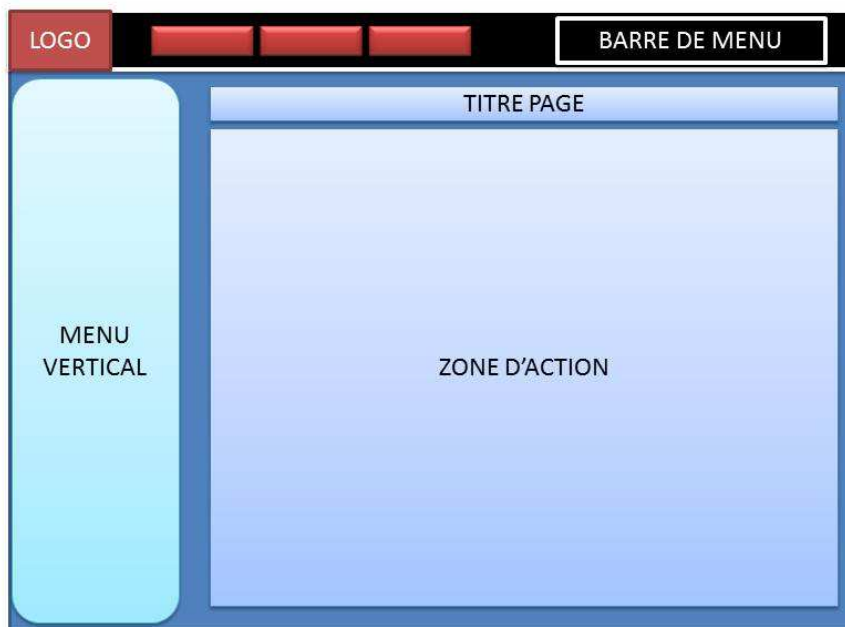 LOGO
BARRE DE MENU
TITRE PAGE
MENU
VERTICAL
ZONE D’ACTION